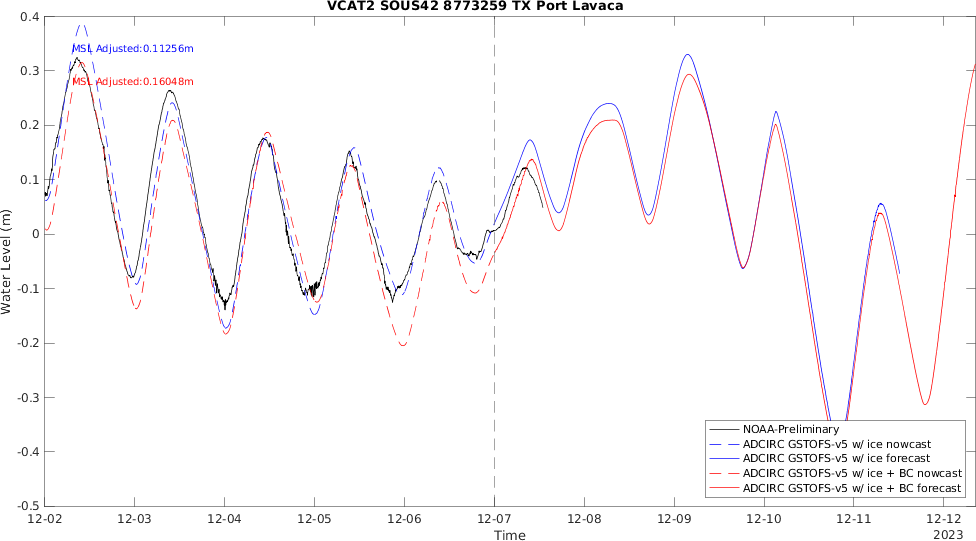 VCAT2 SOUS42 8773259 TX Port Lavaca
MSL Adjusted:0.11256m
MSL Adjusted:0.16048m
Water Level (m)
0.4
0.3
0.2
0.1
0
-0.1
-0.2
-0.3
-0.4
-0.5
NOAA-Preliminary
ADCIRC GSTOFS-v5 w/ ice nowcast
ADCIRC GSTOFS-v5 w/ ice forecast
ADCIRC GSTOFS-v5 w/ ice + BC nowcast
ADCIRC GSTOFS-v5 w/ ice + BC forecast
12-02 12-03 12-04 12-05 12-06 12-07 12-08 12-09 12-10 12-11 12-12
Time
2023